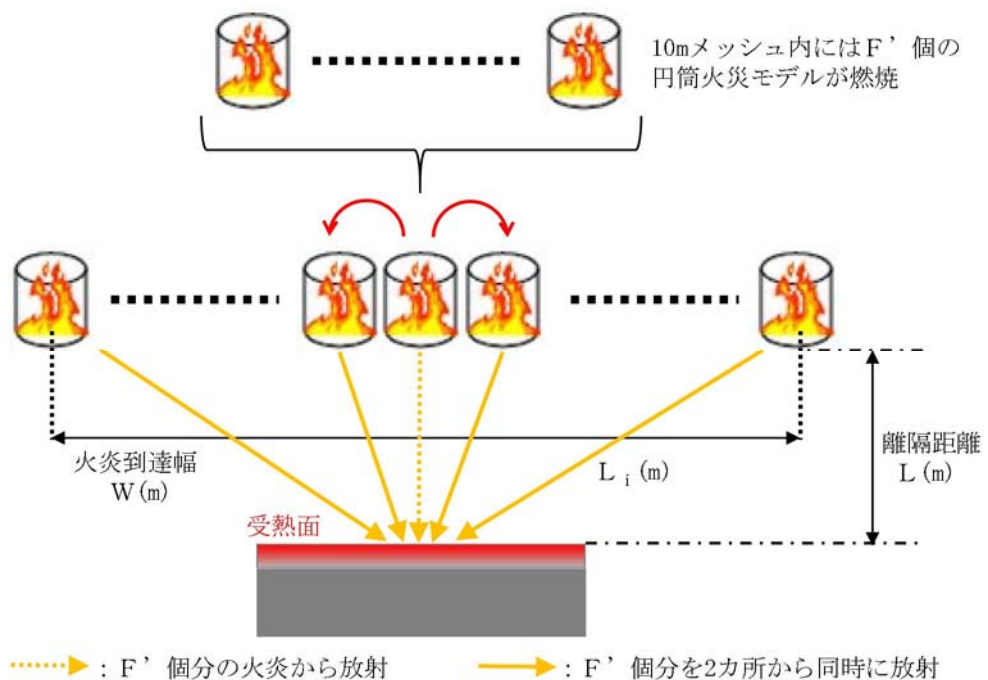 10mメッシュ内にはF’個の
円筒火災モデルが燃焼
火炎到達幅
W(m)
Li(m)
離隔距離
L(m)
受熱面
：F’個分の火炎から放射
：F’個分を2カ所から同時に放射